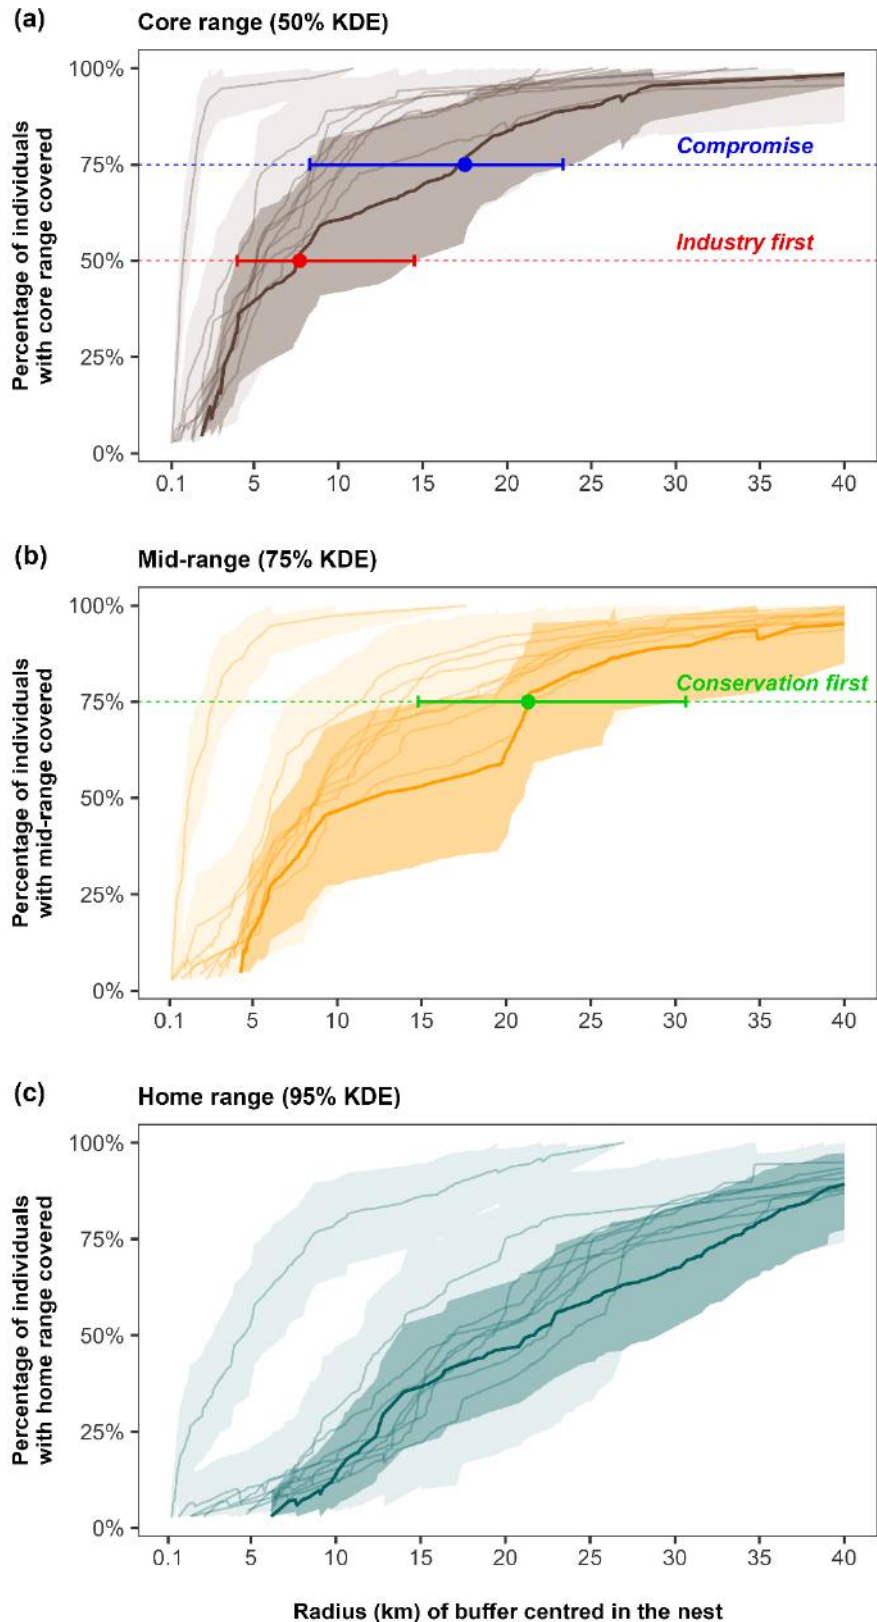 (a)
Core range (50% KDE)
Percentage of individuals
with core range covered
100%
75%
50%
25%
0%
Compromise
Industry first
0.1 5 10 15 20 25 30 35 40
(b)
Mid-range (75% KDE)
Percentage of individuals
with mid-range covered
100%
75%
50%
25%
0%
Conservation first
0.1 5 10 15 20 25 30 35 40
(c)
Home range (95% KDE)
Percentage of individuals
with home range covered
100%
75%
50%
25%
0%
0.1 5 10 15 20 25 30 35 40
Radius (km) of buffer centred in the nest